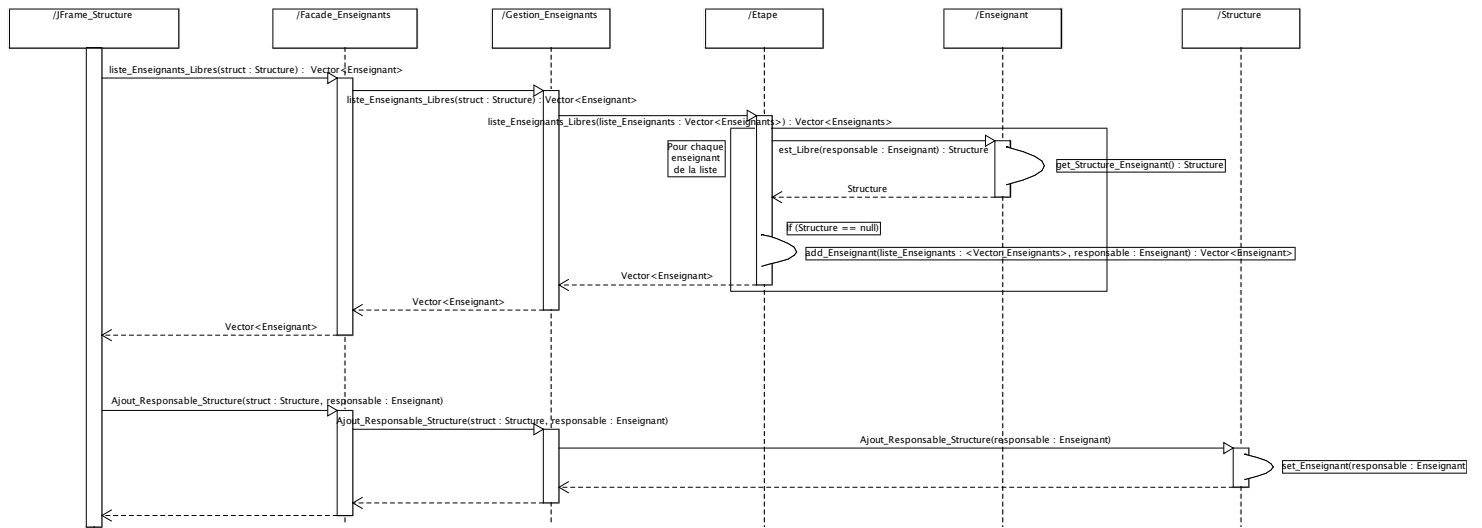 /JFrame_Structure
/Facade_Enseignants
/Gestion_Enseignants
/Etape
/Enseignant
/Structure
liste_Enseignants_Libres(struct : Structure) : Vector<Enseignant>
liste_Enseignants_Libres(struct : Structure) : Vector<Enseignant>
liste_Enseignants_Libres(liste_Enseignants : Vector<Enseignants>) : Vector<Enseignants>
Pour chaque
enseignant
de la liste
est_Libre(responsable : Enseignant) : Structure
get_Structure_Enseignant() : Structure
Structure
If (Structure == null)
add_Enseignant(liste_Enseignants : <Vector_Enseignants>, responsable : Enseignant) : Vector<Enseignant>
Vector<Enseignant>
Vector<Enseignant>
Vector<Enseignant>
Ajout_Responsable_Structure(struct : Structure, responsable : Enseignant)
Ajout_Responsable_Structure(struct : Structure, responsable : Enseignant)
Ajout_Responsable_Structure(responsable : Enseignant)
set_Enseignant(responsable : Enseignant